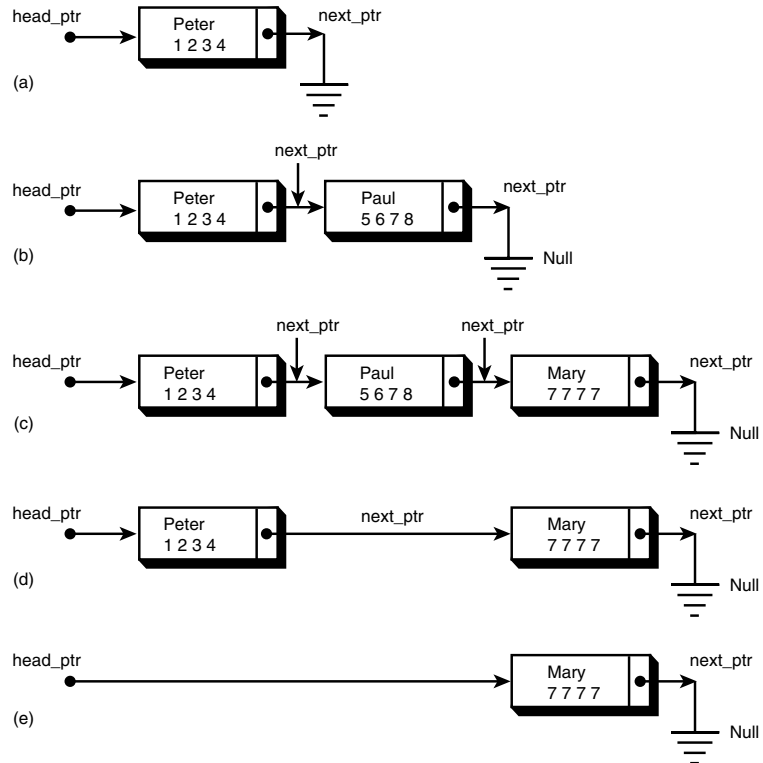 head_ptr
Peter
1 2 3 4
next_ptr
(a)
next_ptr
head_ptr
Peter
1 2 3 4
Paul
5 6 7 8
next_ptr
Null
(b)
next_ptr
next_ptr
head_ptr
Peter
1 2 3 4
Paul
5 6 7 8
Mary
7 7 7 7
next_ptr
Null
(c)
head_ptr
Peter
1 2 3 4
next_ptr
Mary
7 7 7 7
next_ptr
Null
(d)
head_ptr
Mary
7 7 7 7
next_ptr
Null
(e)